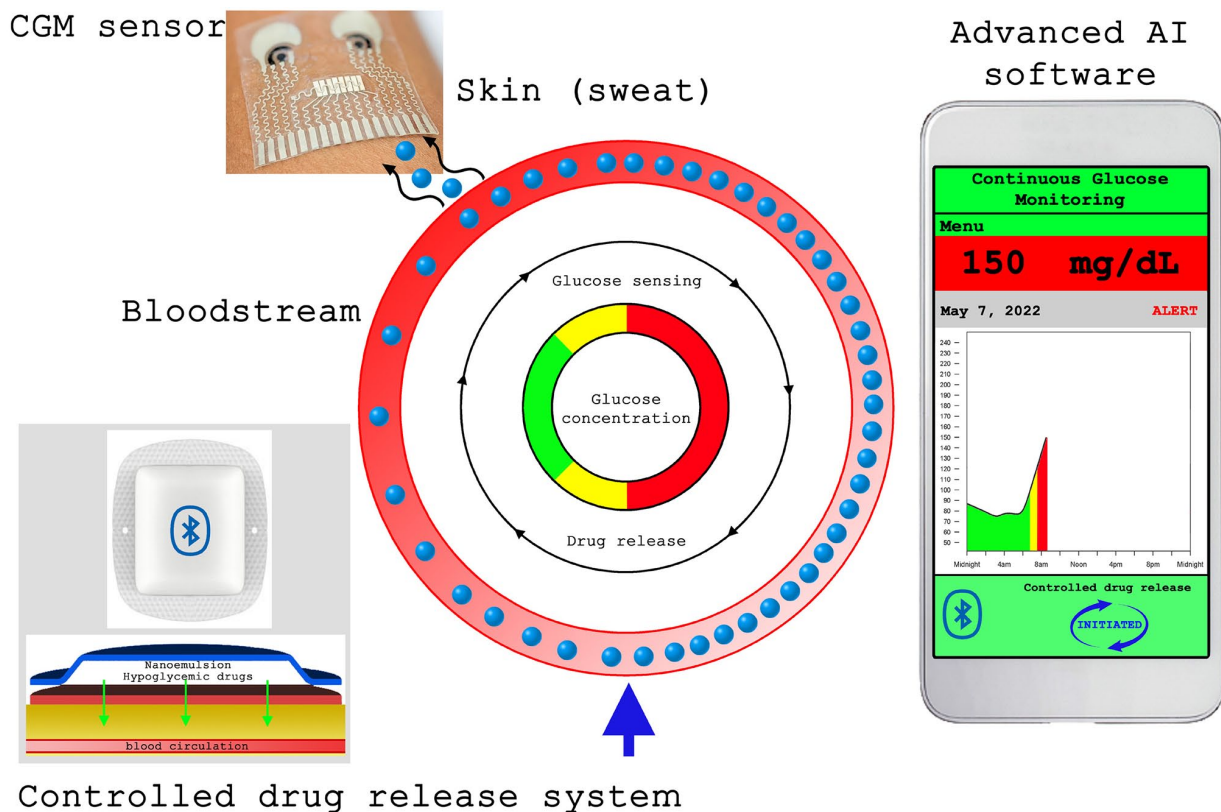 CGM sensor
Skin (sweat)
Bloodstream
Glucose sensing
Glucose
concentration
Drug release
Nanoemulsion
Hypoglycemic drugs
blood circulation
Controlled drug release system
Advanced AI
software
Continuous Glucose
Monitoring
Menu
150 mg/dL
May 7, 2022 ALERT
240
230
220
210
200
190
180
170
160
150
140
130
120
110
100
90
80
70
60
50
Midnight 4am 8am Noon 4pm 8pm Midnight
Controlled drug release
INITIATED